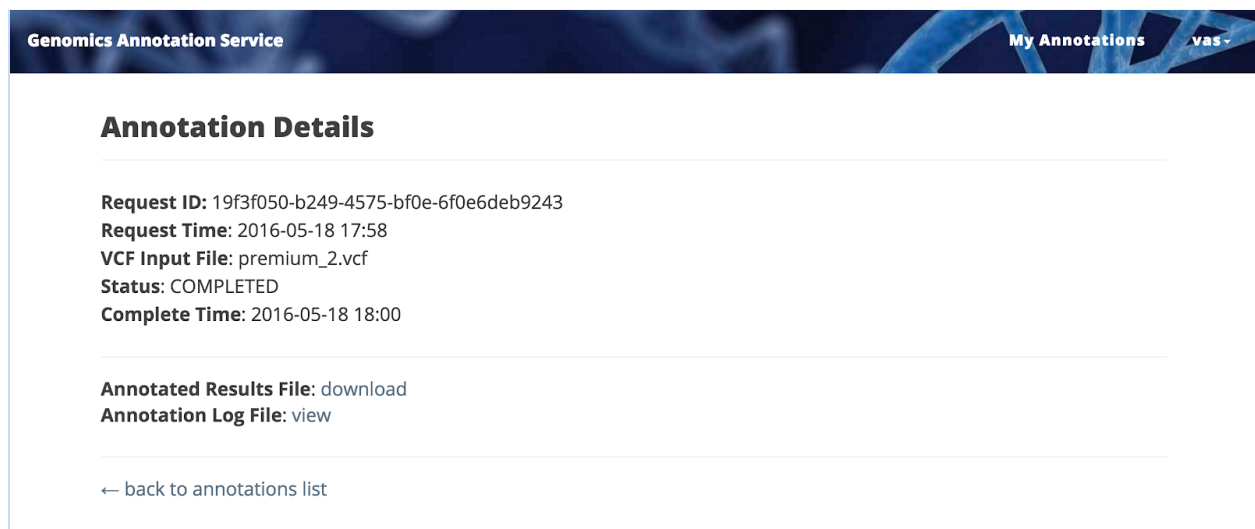 Genomics Annotation Service My Annotations vas
Annotation Details
Request ID: 19f3f050-b249-4575-bf0e-6f0e6deb9243
Request Time: 2016-05-18 17:58
VCF Input File: premium_2.vcf
Status: COMPLETED
Complete Time: 2016-05-18 18:00
Annotated Results File: download
Annotation Log File: view
← back to annotations list